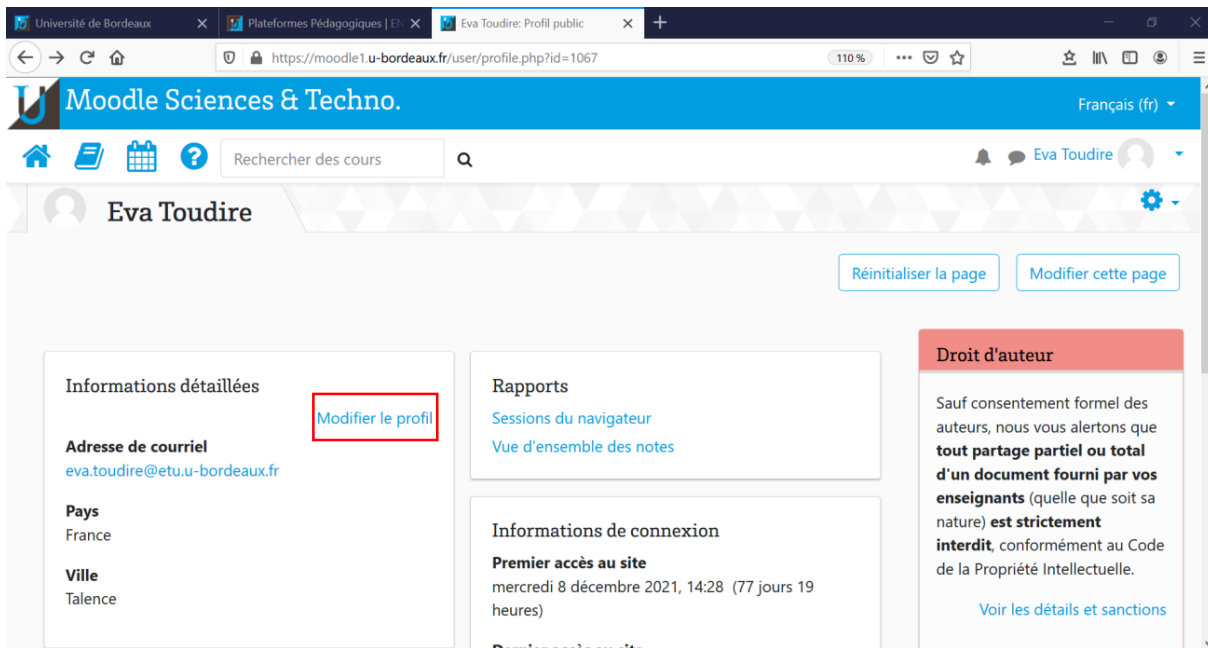 Université de Bordeaux
Plateformes Pédagogiques | EN
Eva Toudire: Profil public
https://moodle1.u-bordeaux.fr/user/profile.php?id=1067
110 %
Moodle Sciences & Techno.
Français (fr)
Rechercher des cours
Eva Toudire
Eva Toudire
Réinitialiser la page
Modifier cette page
Informations détaillées
Modifier le profil
Adresse de courriel
eva.toudire@etu.u-bordeaux.fr
Pays
France
Ville
Talence
Rapports
Sessions du navigateur
Vue d'ensemble des notes
Informations de connexion
Premier accès au site
mercredi 8 décembre 2021, 14:28 (77 jours 19
heures)
Droit d'auteur
Sauf consentement formel des
auteurs, nous vous alertons que
tout partage partiel ou total
d'un document fourni par vos
enseignants (quelle que soit sa
nature) est strictement
interdit, conformément au Code
de la Propriété Intellectuelle.
Voir les détails et sanctions